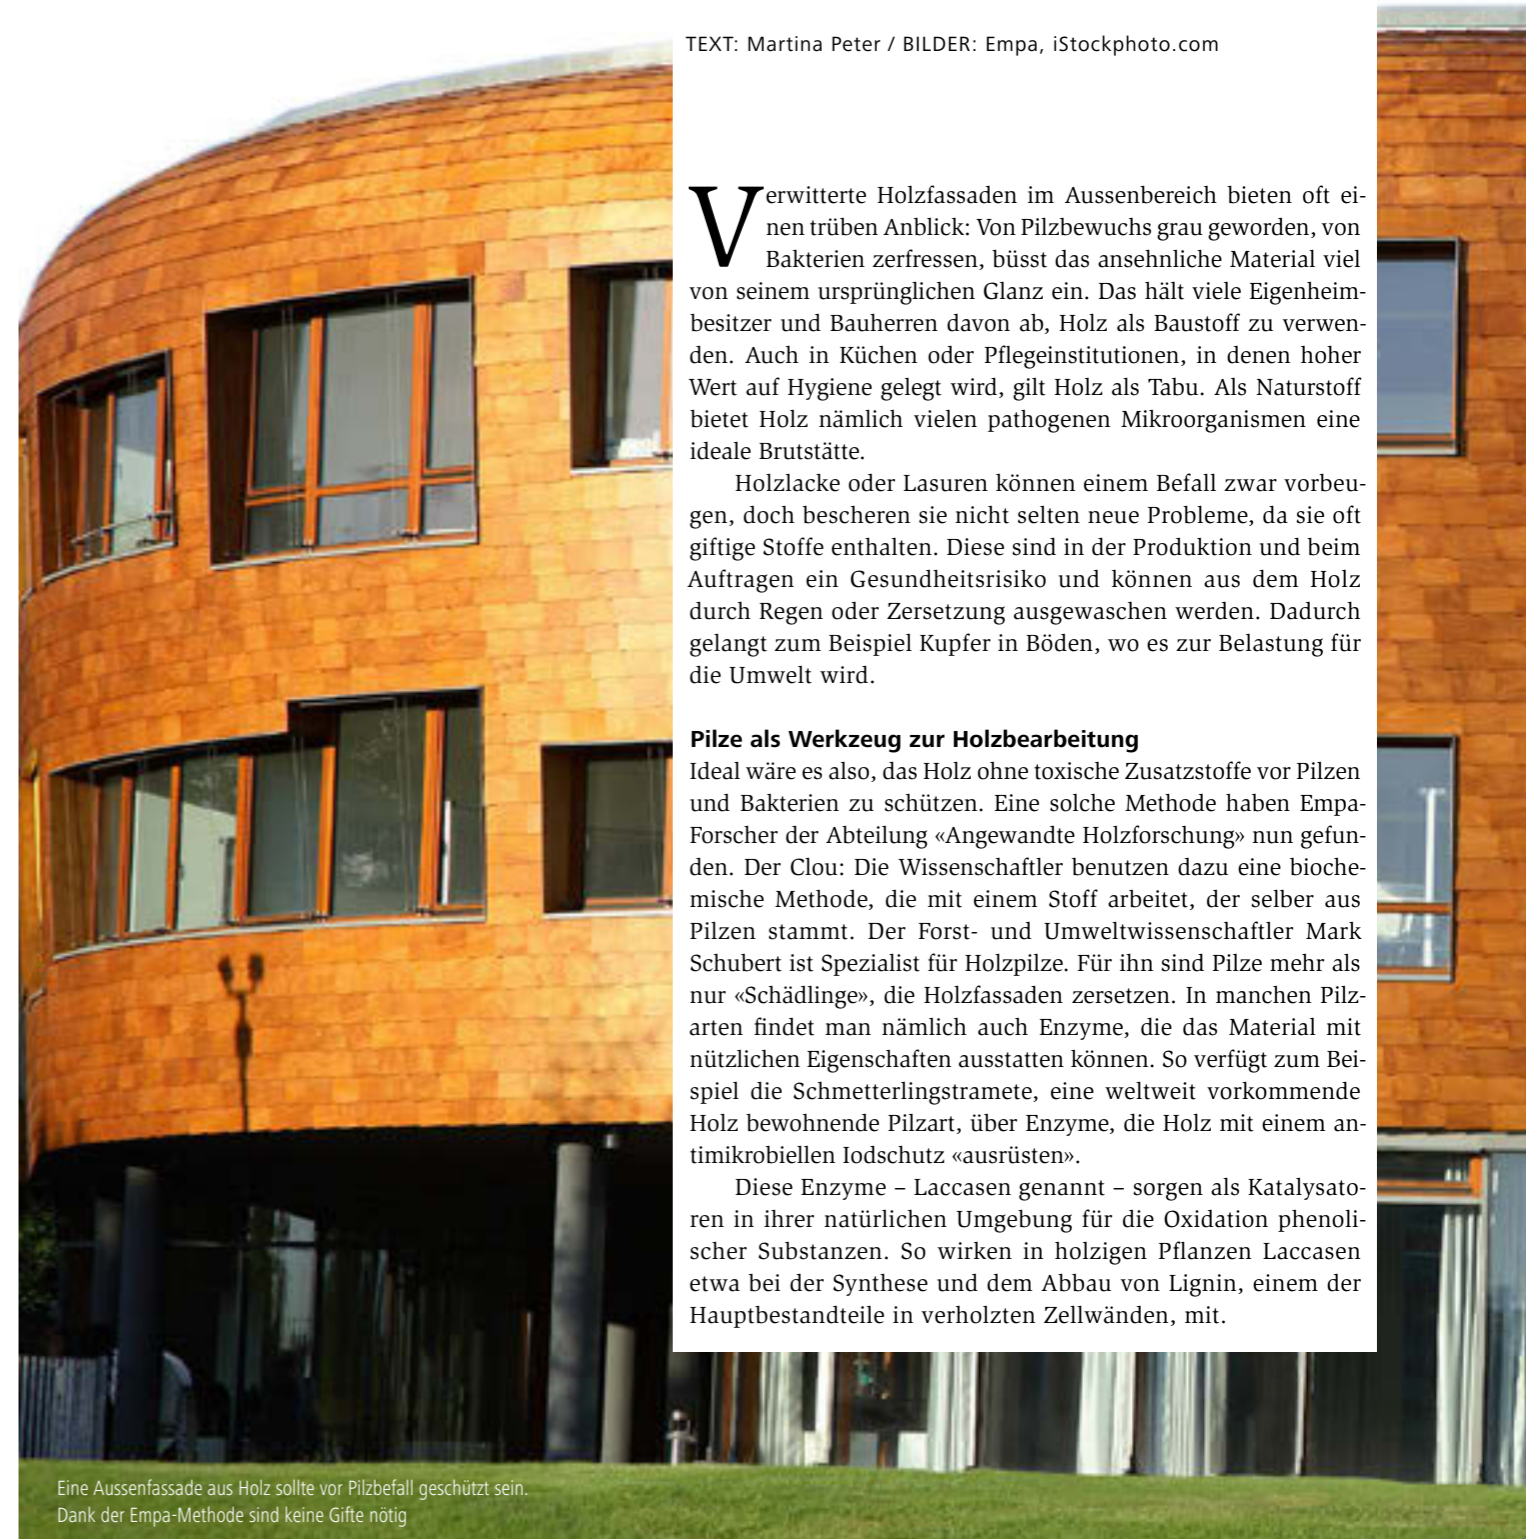 TEXT: Martina Peter / BILDER: Empa, iStockphoto.com
Verwitterte Holzfassaden im Aussenbereich bieten oft ei-
nen trüben Anblick: Von Pilzbewuchs grau geworden, von
Bakterien zerfressen, büsst das ansehnliche Material viel
von seinem ursprünglichen Glanz ein. Das hält viele Eigenheim-
besitzer und Bauherren davon ab, Holz als Baustoff zu verwen-
den. Auch in Küchen oder Pflegeinstitutionen, in denen hoher
Wert auf Hygiene gelegt wird, gilt Holz als Tabu. Als Naturstoff
bietet Holz nämlich vielen pathogenen Mikroorganismen eine
ideale Brutstätte.
Holzlacke oder Lasuren können einem Befall zwar vorbeu-
gen, doch bescheren sie nicht selten neue Probleme, da sie oft
giftige Stoffe enthalten. Diese sind in der Produktion und beim
Auftragen ein Gesundheitsrisiko und können aus dem Holz
durch Regen oder Zersetzung ausgewaschen werden. Dadurch
gelangt zum Beispiel Kupfer in Böden, wo es zur Belastung für
die Umwelt wird.
Pilze als Werkzeug zur Holzbearbeitung
Ideal wäre es also, das Holz ohne toxische Zusatzstoffe vor Pilzen
und Bakterien zu schützen. Eine solche Methode haben Empa-
Forscher der Abteilung «Angewandte Holzforschung» nun gefun-
den. Der Clou: Die Wissenschaftler benutzen dazu eine bioche-
mische Methode, die mit einem Stoff arbeitet, der selber aus
Pilzen stammt. Der Forst- und Umweltwissenschaftler Mark
Schubert ist Spezialist für Holzpilze. Für ihn sind Pilze mehr als
nur «Schädlinge», die Holzfassaden zersetzen. In manchen Pilz-
arten findet man nämlich auch Enzyme, die das Material mit
nützlichen Eigenschaften ausstatten können. So verfügt zum Bei-
spiel die Schmetterlingstramete, eine weltweit vorkommende
Holz bewohnende Pilzart, über Enzyme, die Holz mit einem an-
timikrobiellen Iodschutz «ausrüsten».
Diese Enzyme – Laccasen genannt – sorgen als Katalysato-
ren in ihrer natürlichen Umgebung für die Oxidation phenoli-
scher Substanzen. So wirken in holzigen Pflanzen Laccasen
etwa bei der Synthese und dem Abbau von Lignin, einem der
Hauptbestandteile in verholzten Zellwänden, mit.
Eine Aussenfassade aus Holz sollte vor Pilzbefall geschützt sein.
Dank der Empa-Methode sind keine Gifte nötig